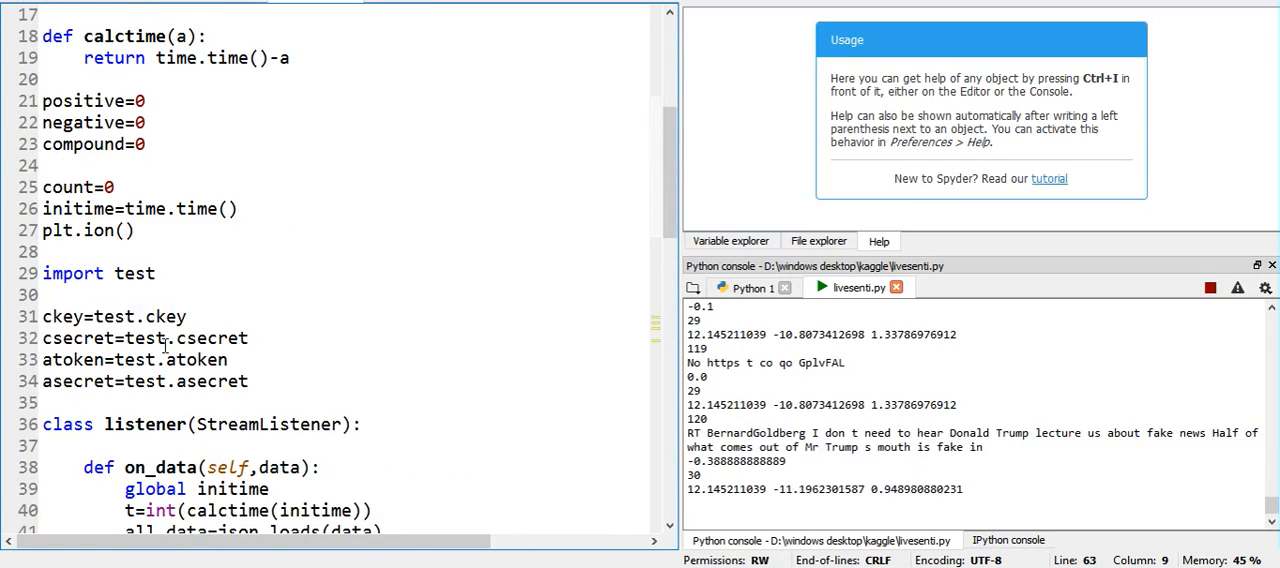 17
18 def calctime(a):
19     return time.time()-a
20
21 positive=0
22 negative=0
23 compound=0
24
25 count=0
26 initime=time.time()
27 plt.ion()
28
29 import test
30
31 ckey=test.ckey
32 csecret=test.csecret
33 atoken=test.atoken
34 asecret=test.asecret
35
36 class listener(StreamListener):
37
38     def on_data(self,data):
39         global initime
40         t=int(calctime(initime))
41         all_data=json.loads(data)
Usage
Here you can get help of any object by pressing Ctrl+I in
front of it, either on the Editor or the Console.
Help can also be shown automatically after writing a left
parenthesis next to an object. You can activate this
behavior in Preferences > Help.
New to Spyder? Read our tutorial
Variable explorer File explorer Help
Python console - D:\windows desktop\kaggle\livesenti.py
Python 1 livesenti.py
-0.1
29
12.145211039 -10.8073412698 1.33786976912
119
No https t co qo GplvFAL
0.0
29
12.145211039 -10.8073412698 1.33786976912
120
RT BernardGoldberg I don t need to hear Donald Trump lecture us about fake news Half of
what comes out of Mr Trump s mouth is fake in
-0.388888888889
30
12.145211039 -11.1962301587 0.948980880231
Python console - D:\windows desktop\kaggle\livesenti.py IPython console
Permissions: RW End-of-lines: CRLF Encoding: UTF-8 Line: 63 Column: 9 Memory: 45 %